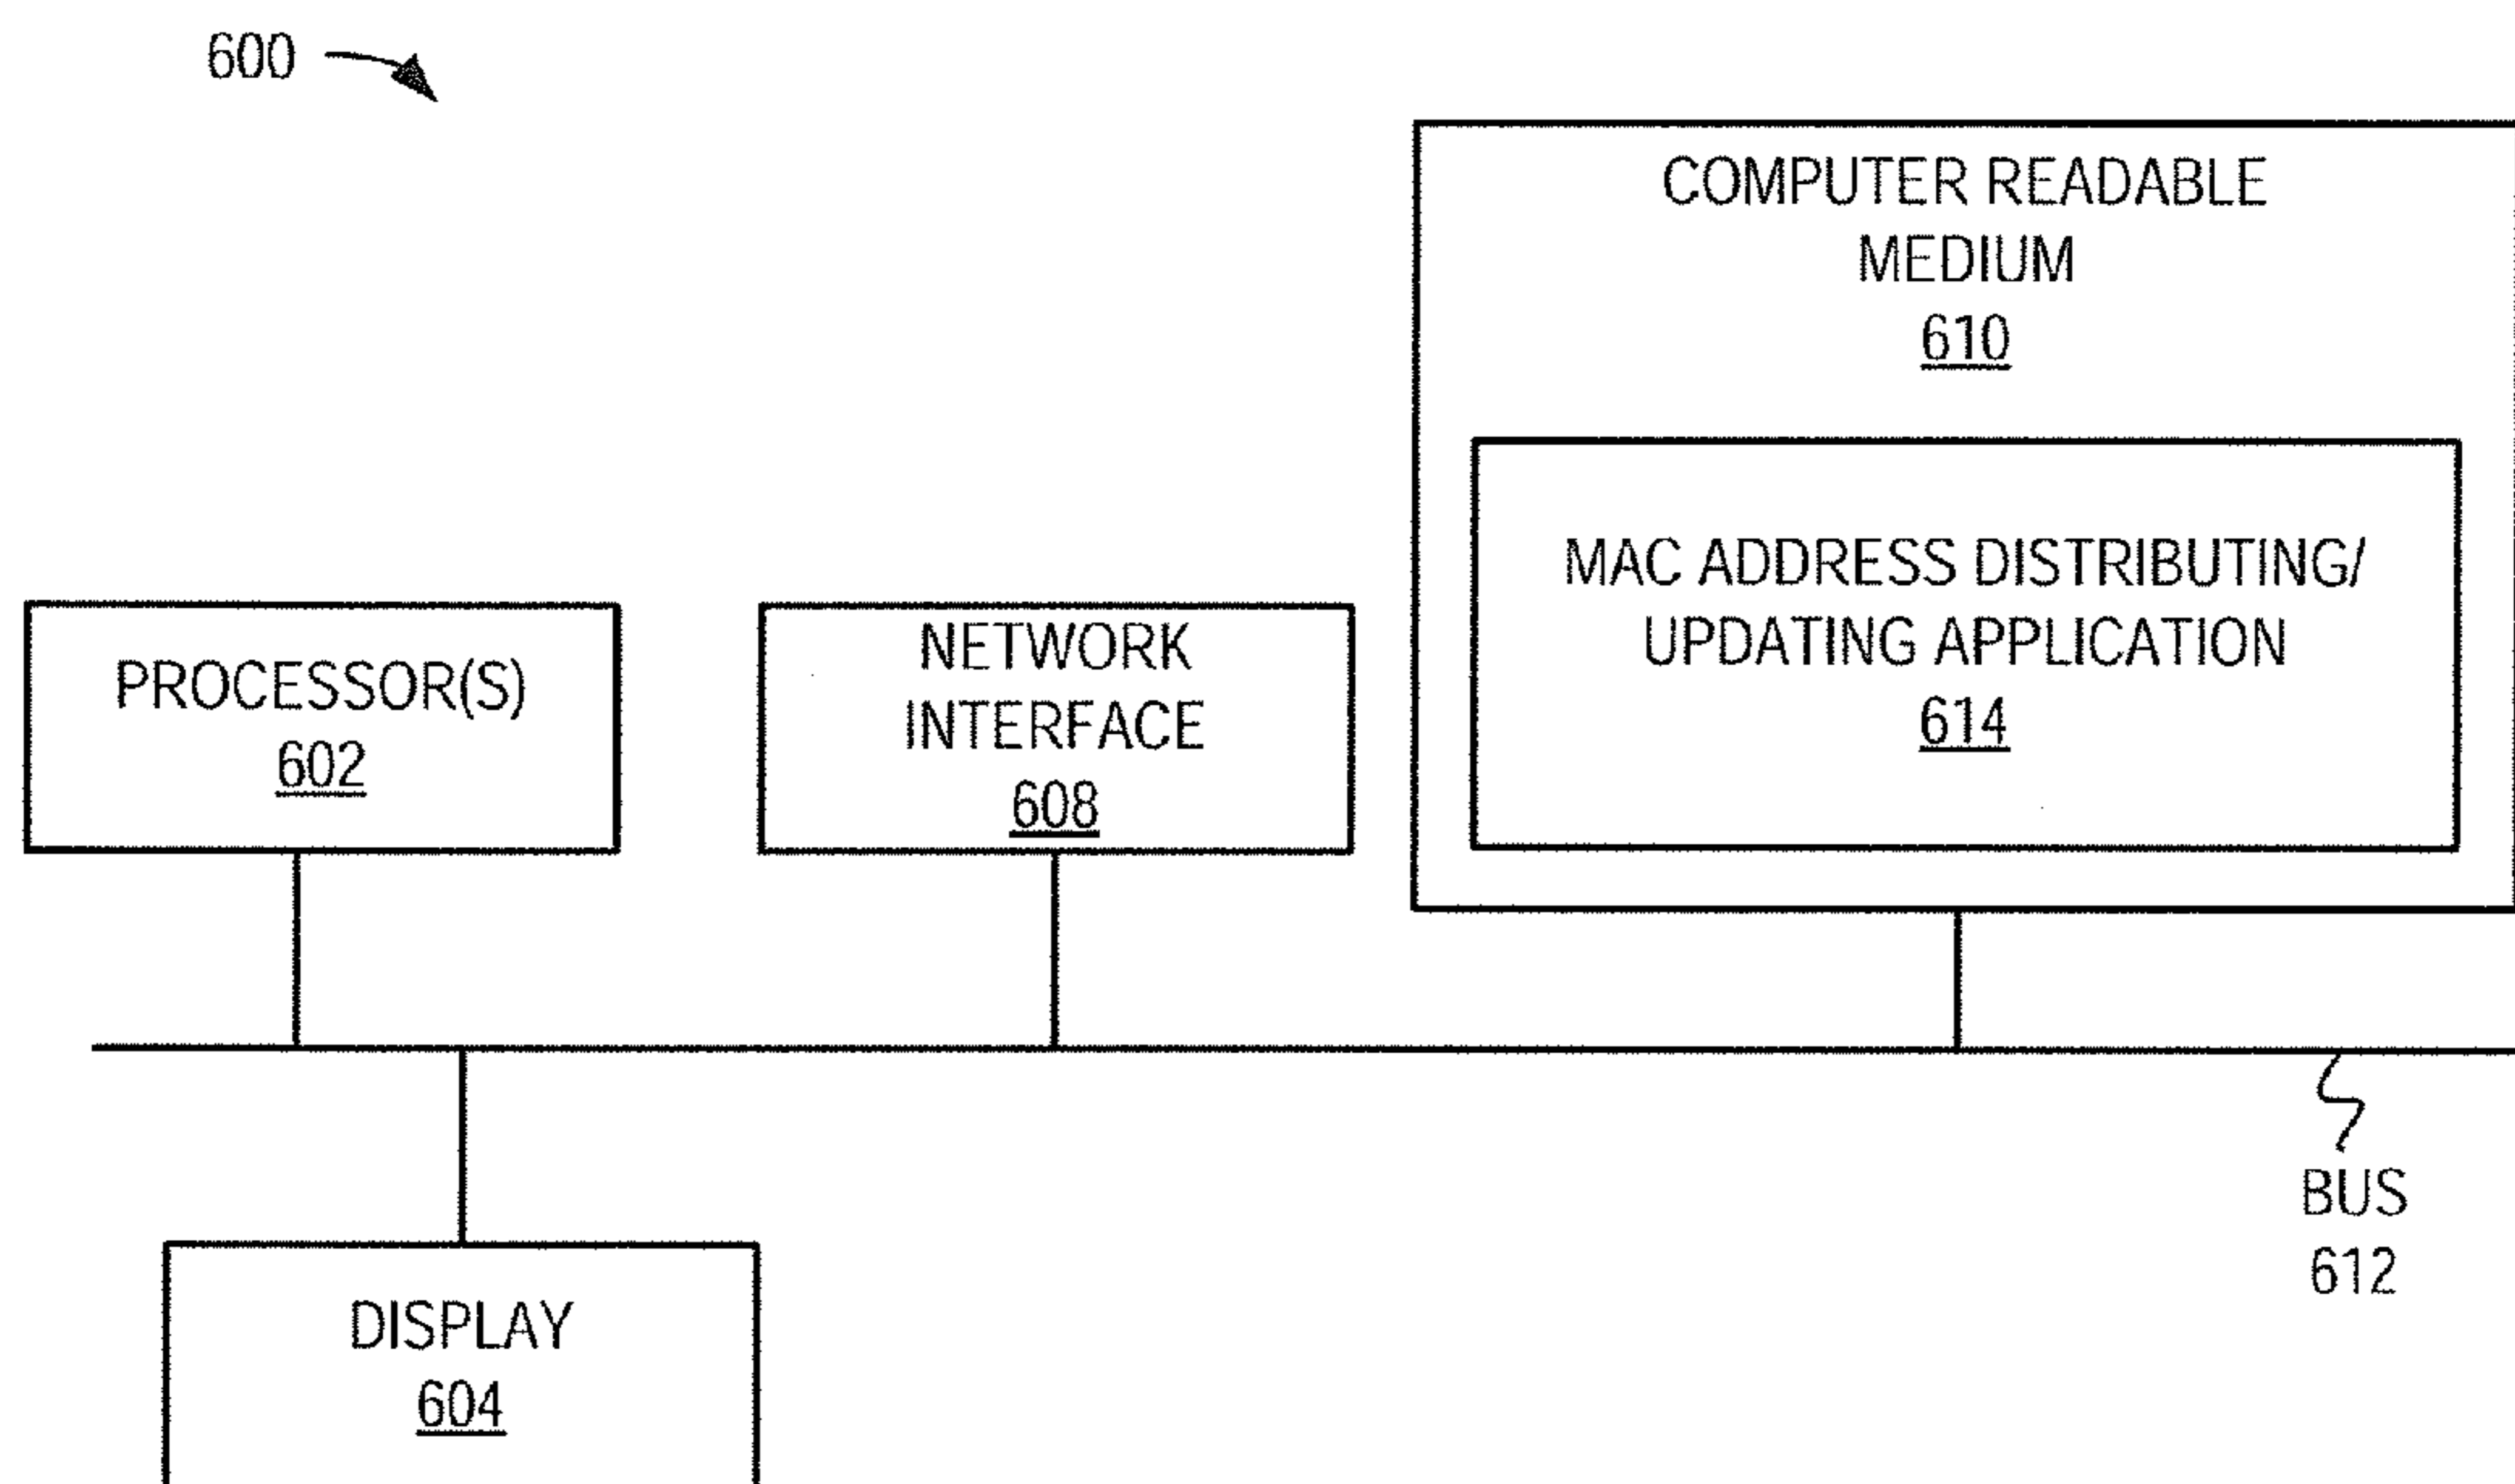 600
COMPUTER READABLE
MEDIUM
610
MAC ADDRESS DISTRIBUTING/
UPDATING APPLICATION
614
PROCESSOR(S)
602
NETWORK
INTERFACE
608
BUS
612
DISPLAY
604